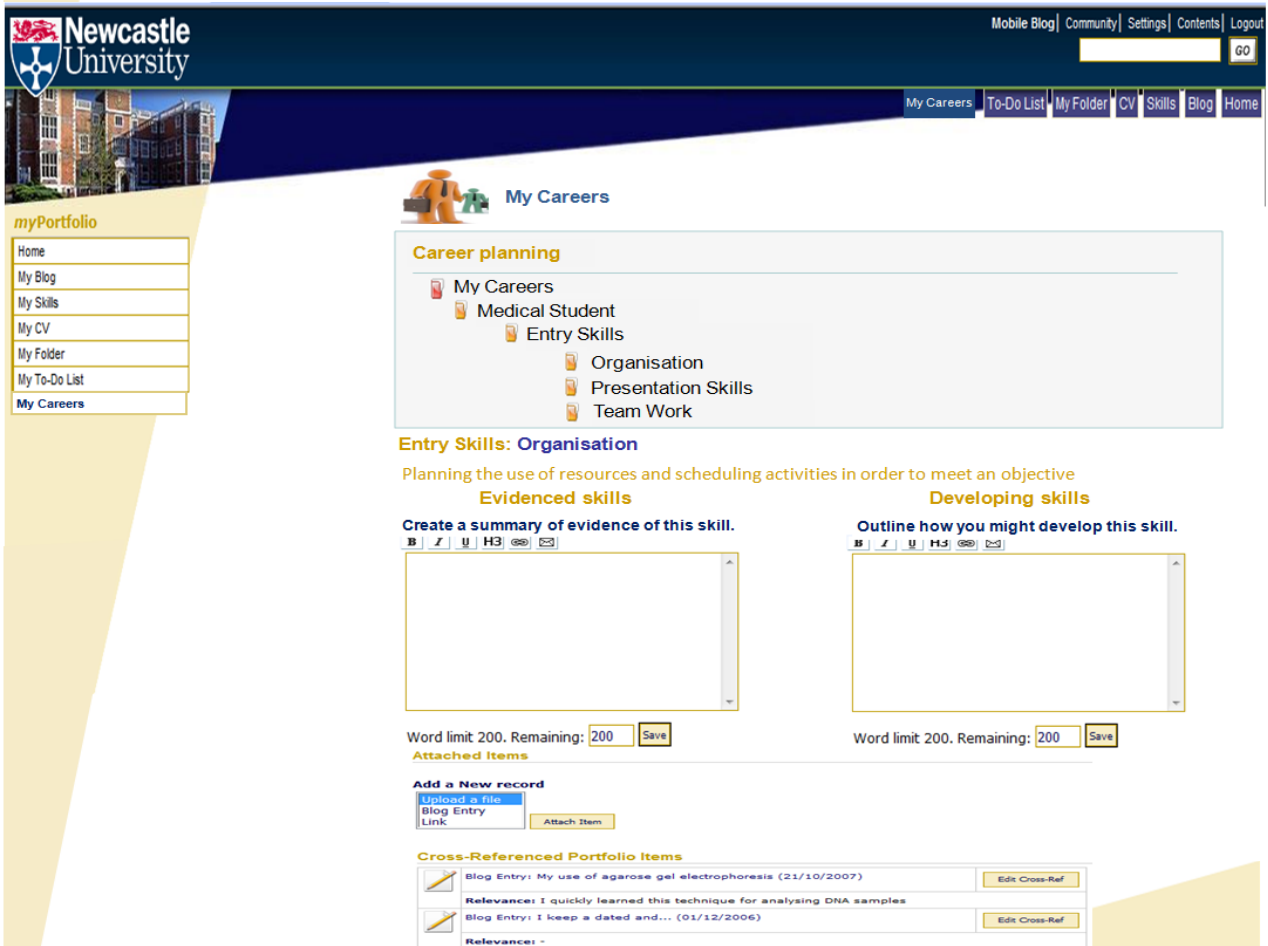 Newcastle
University
Mobile Blog| Community| Settings| Contents| Logout
GO
My Careers To-Do List My Folder CV Skills Blog Home
myPortfolio
Home
My Blog
My Skills
My CV
My Folder
My To-Do List
My Careers
My Careers
Career planning
My Careers
Medical Student
Entry Skills
Organisation
Presentation Skills
Team Work
Entry Skills: Organisation
Planning the use of resources and scheduling activities in order to meet an objective
Evidenced skills
Create a summary of evidence of this skill.
B I U H3
Word limit 200. Remaining: 200 Save
Developing skills
Outline how you might develop this skill.
B I U H3
Word limit 200. Remaining: 200 Save
Attached Items
Add a New record
Upload a file
Blog Entry
Link
Attach Item
Cross-Referenced Portfolio Items
Blog Entry: My use of agarose gel electrophoresis (21/10/2007) Edit Cross-Ref
Relevance: I quickly learned this technique for analysing DNA samples
Blog Entry: I keep a dated and... (01/12/2006) Edit Cross-Ref
Relevance: -